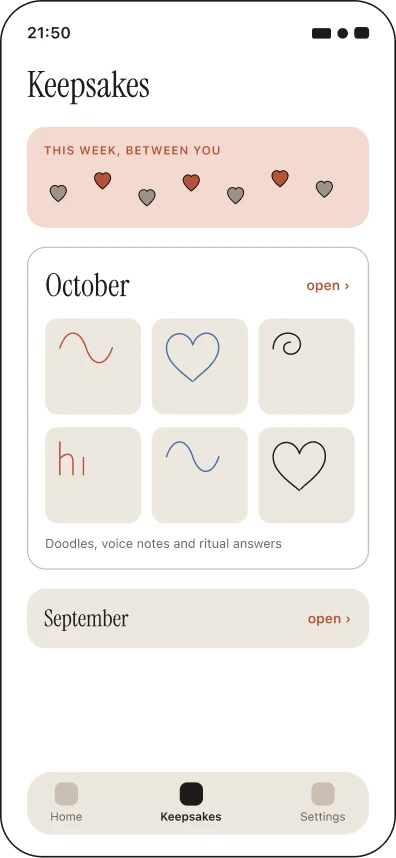 21:50
Keepsakes
THIS WEEK, BETWEEN YOU
October
open ›
hi
Doodles, voice notes and ritual answers
September
open ›
Home
Keepsakes
Settings